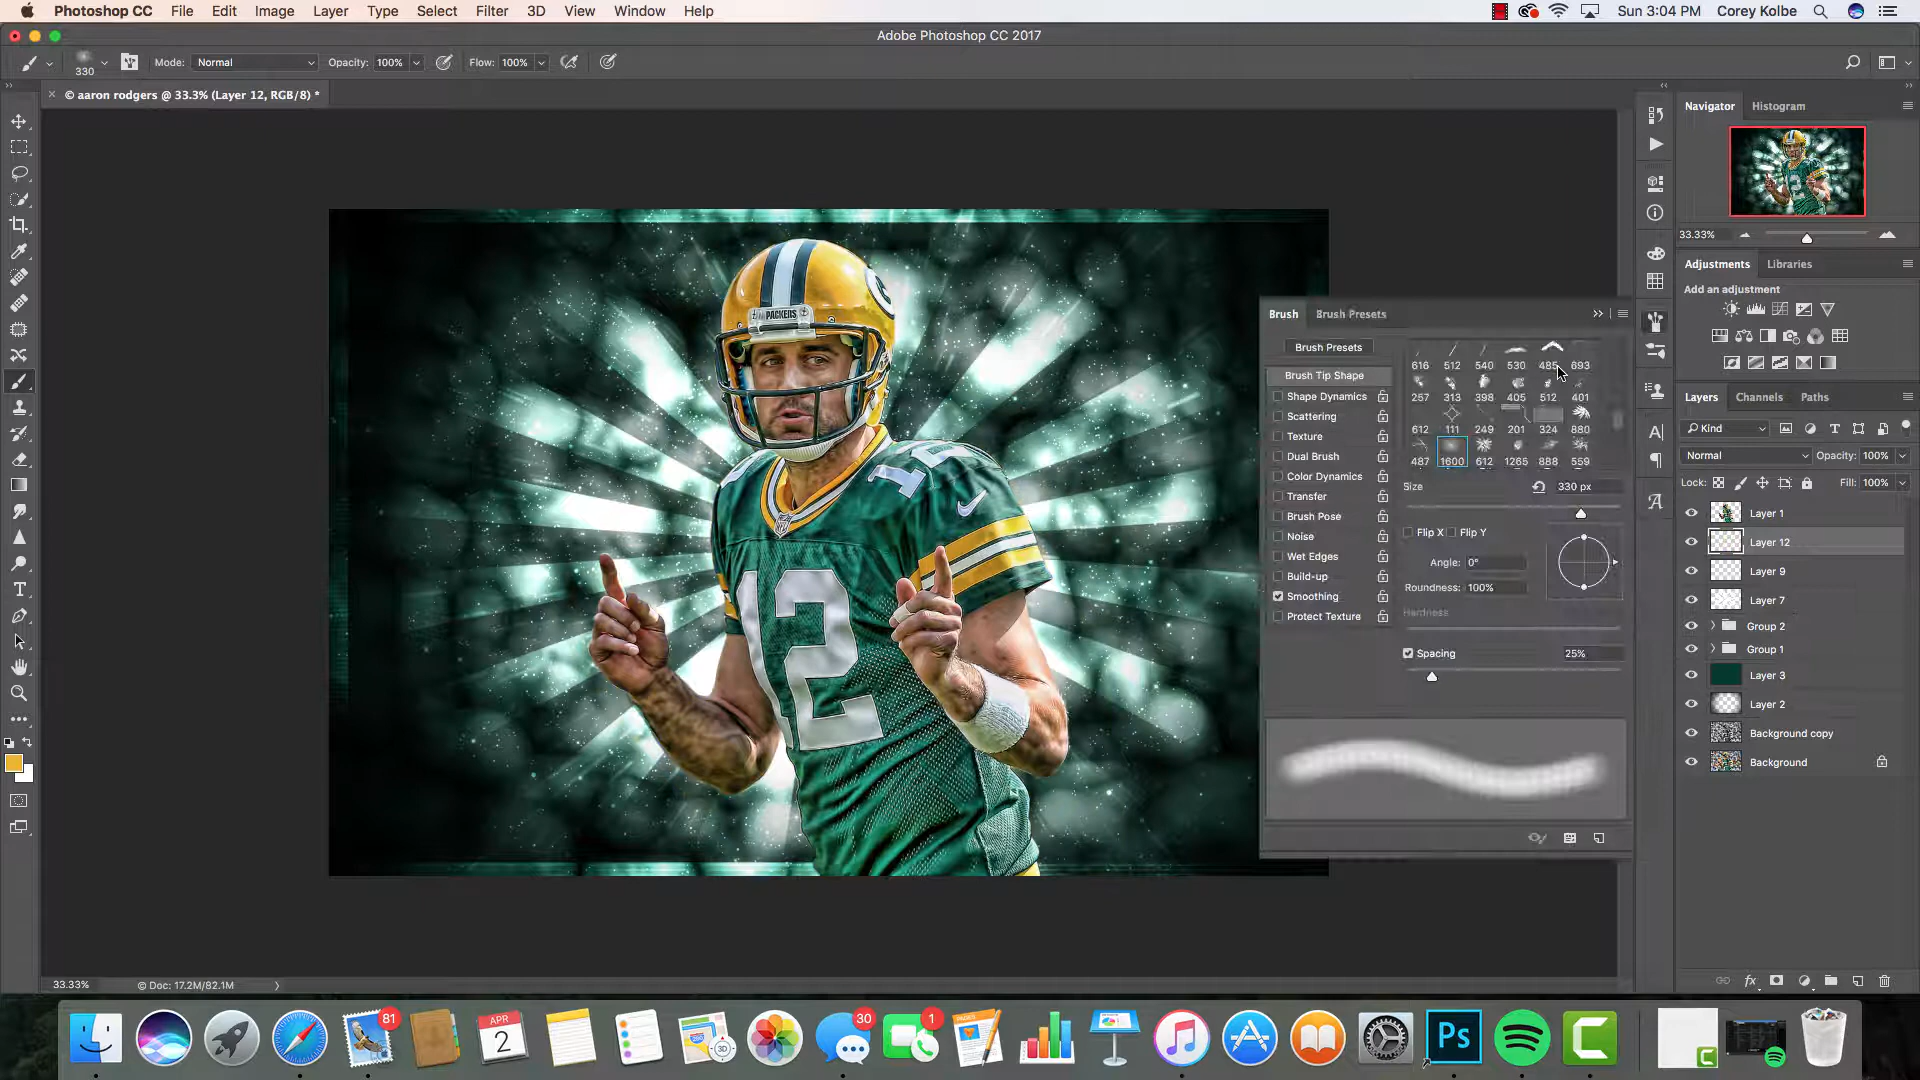 Photoshop CC File Edit Image Layer Type Select Filter 3D View Window Help Sun 3:04 PM Corey Kolbe
Adobe Photoshop CC 2017
330 Mode: Normal Opacity: 100% Flow: 100%
× © aaron rodgers @ 33.3% (Layer 12, RGB/8) *
Navigator Histogram
33.33%
Adjustments Libraries
Add an adjustment
Brush Brush Presets
Brush Presets
Brush Tip Shape
Shape Dynamics
Scattering
Texture
Dual Brush
Color Dynamics
Transfer
Brush Pose
Noise
Wet Edges
Build-up
Smoothing
Protect Texture
616 512 540 530 485 693
257 313 398 405 512 401
612 111 249 201 324 880
487 1600 612 1265 888 559
Size 330 px
Flip X Flip Y
Angle: 0°
Roundness: 100%
Hardness
Spacing 25%
Layers Channels Paths
Kind
Normal Opacity: 100%
Lock: Fill: 100%
Layer 1
Layer 12
Layer 9
Layer 7
Group 2
Group 1
Layer 3
Layer 2
Background copy
Background
PACKERS
G
12
12
NFL
33.33% © Doc: 17.2M/82.1M
81
APR
2
30
1
PAGES
Ps